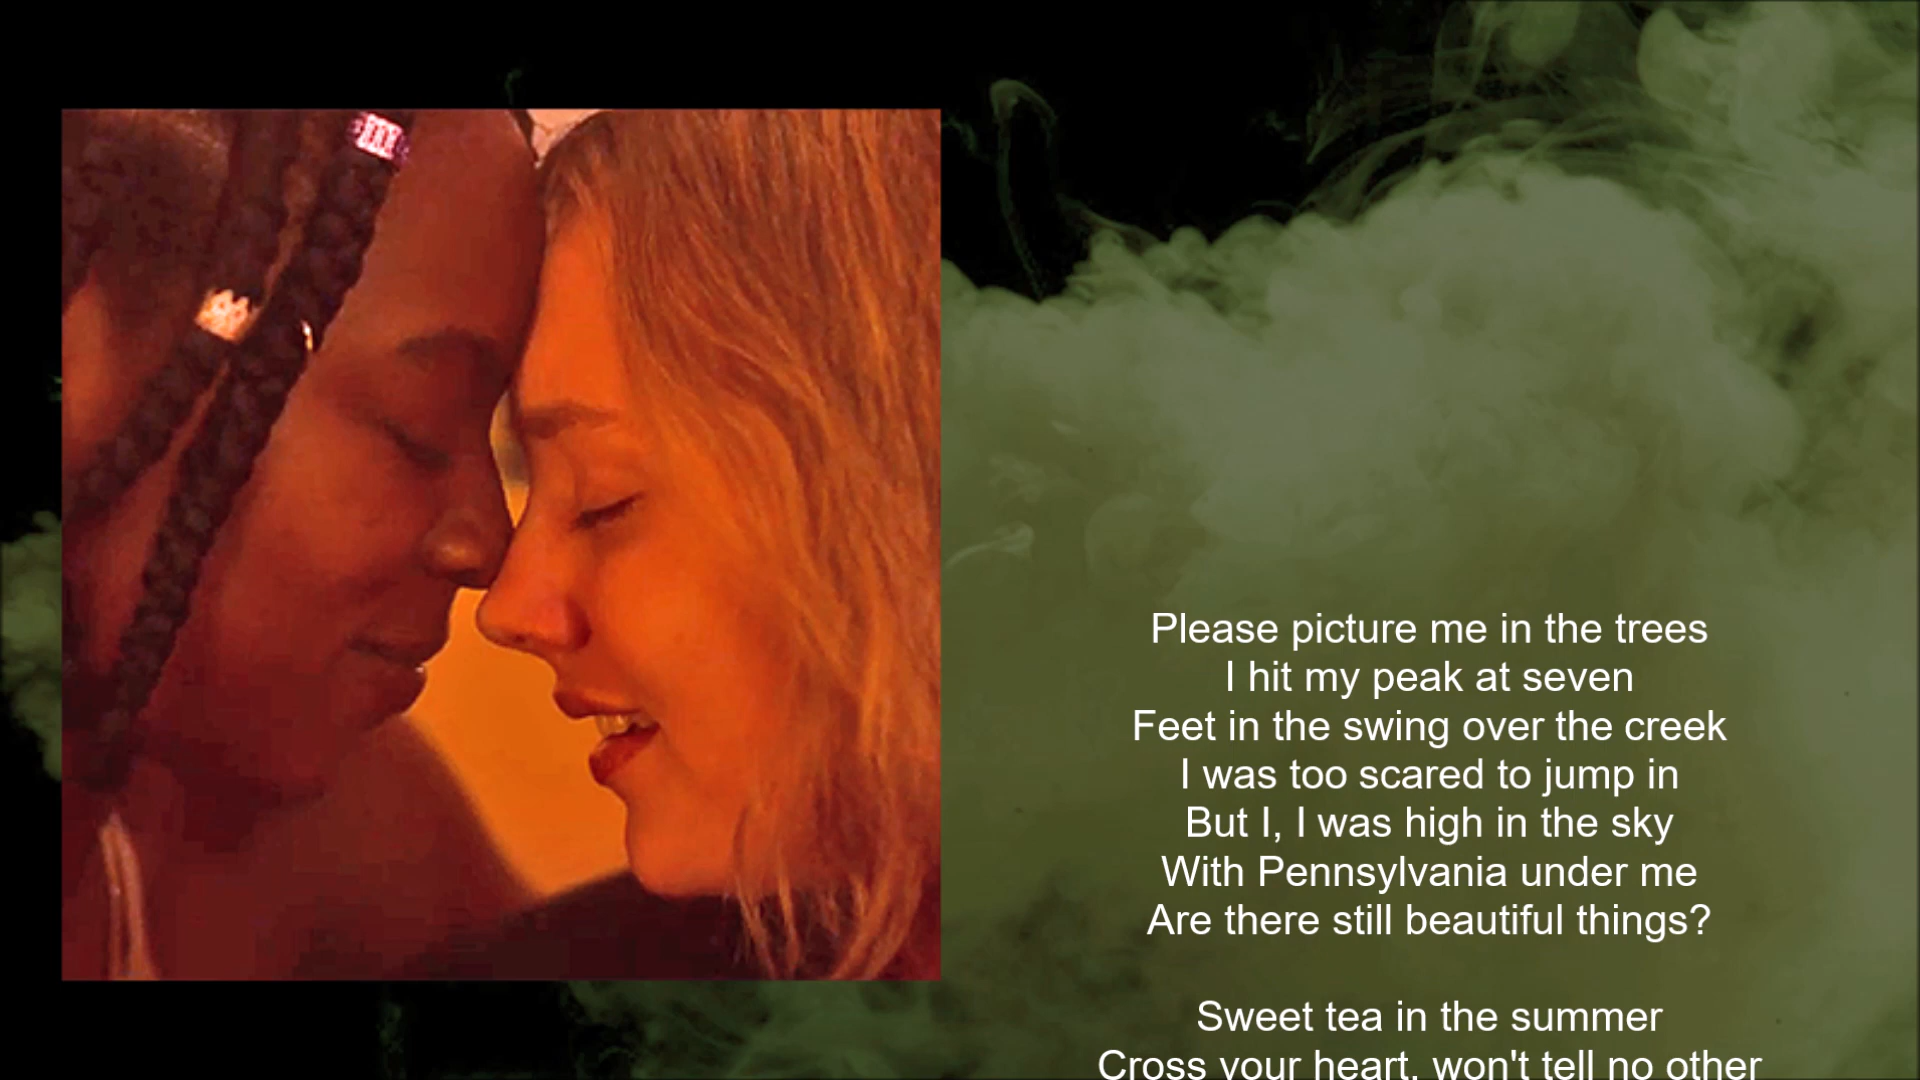 Please picture me in the trees
I hit my peak at seven
Feet in the swing over the creek
I was too scared to jump in
But I, I was high in the sky
With Pennsylvania under me
Are there still beautiful things?
Sweet tea in the summer
Cross your heart, won't tell no other